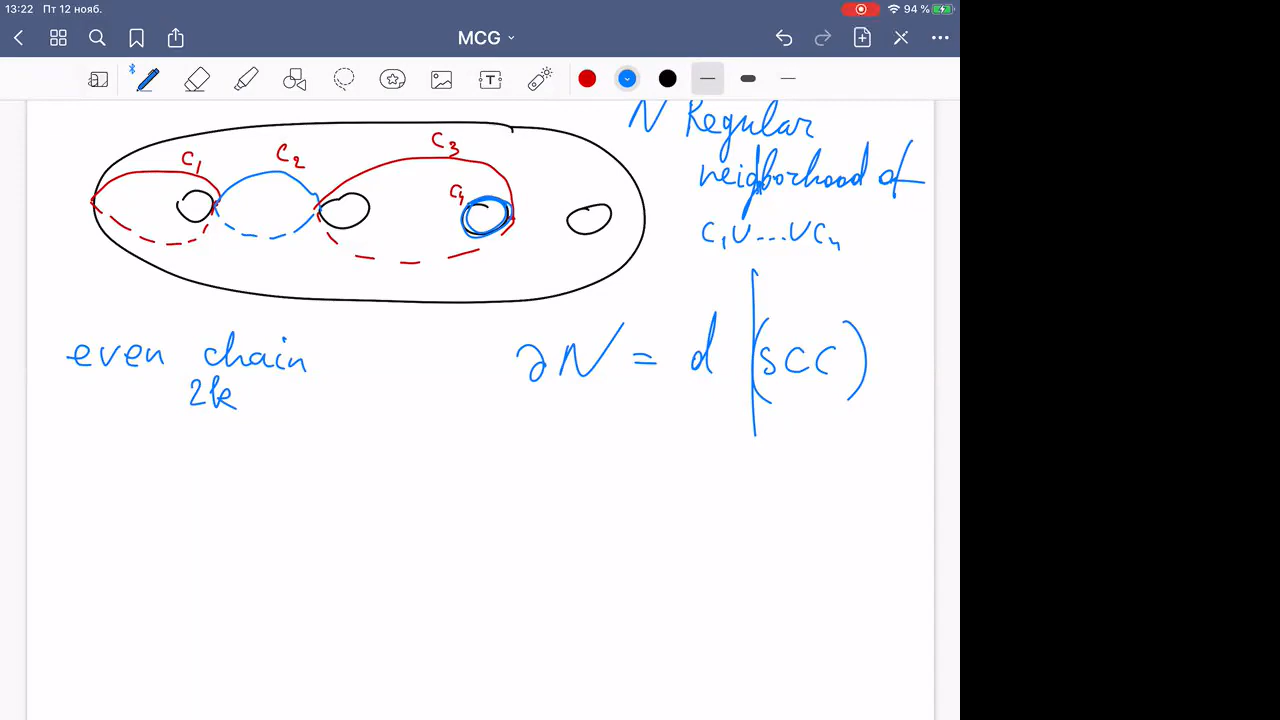 13:22 Пт 12 нояб.
94 %
MCG
N Regular
neighborhood of
C₁ C₂ C₃
C₄
C₁∪...∪Cₙ
even chain
2k
∂N = d (SCC)